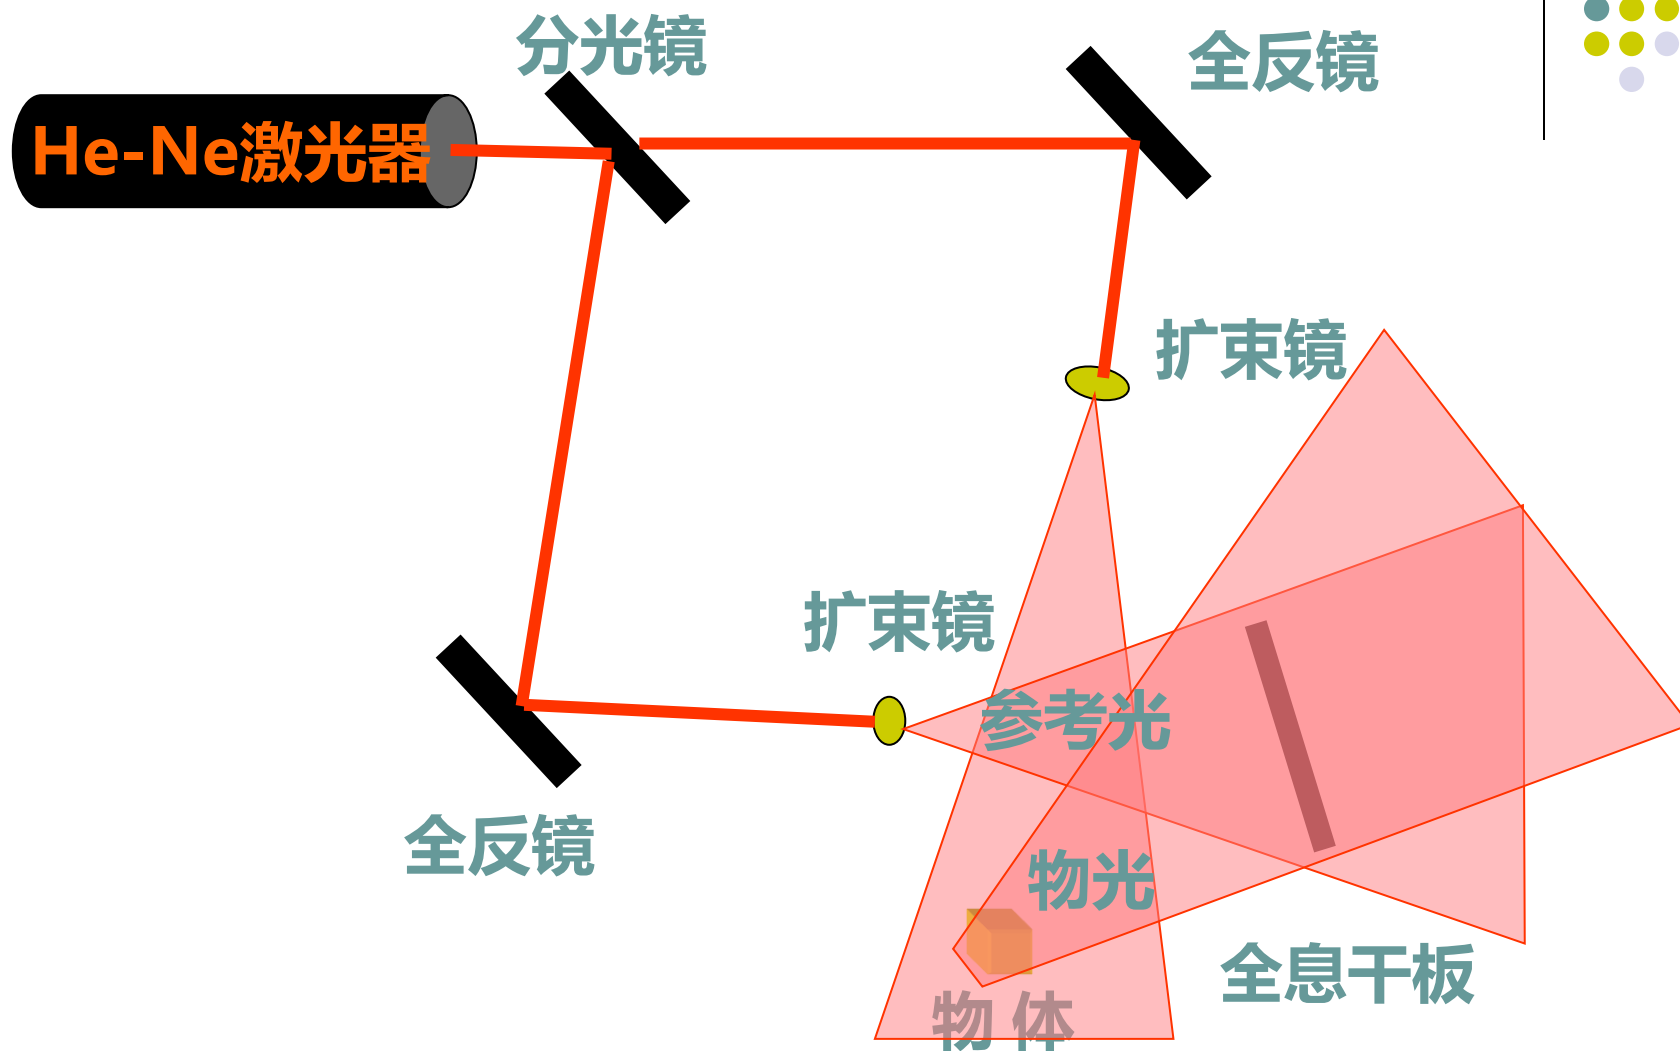 分光镜
全反镜
He-Ne激光器
扩束镜
扩束镜
参考光
全反镜
物光
全息干板
物 体